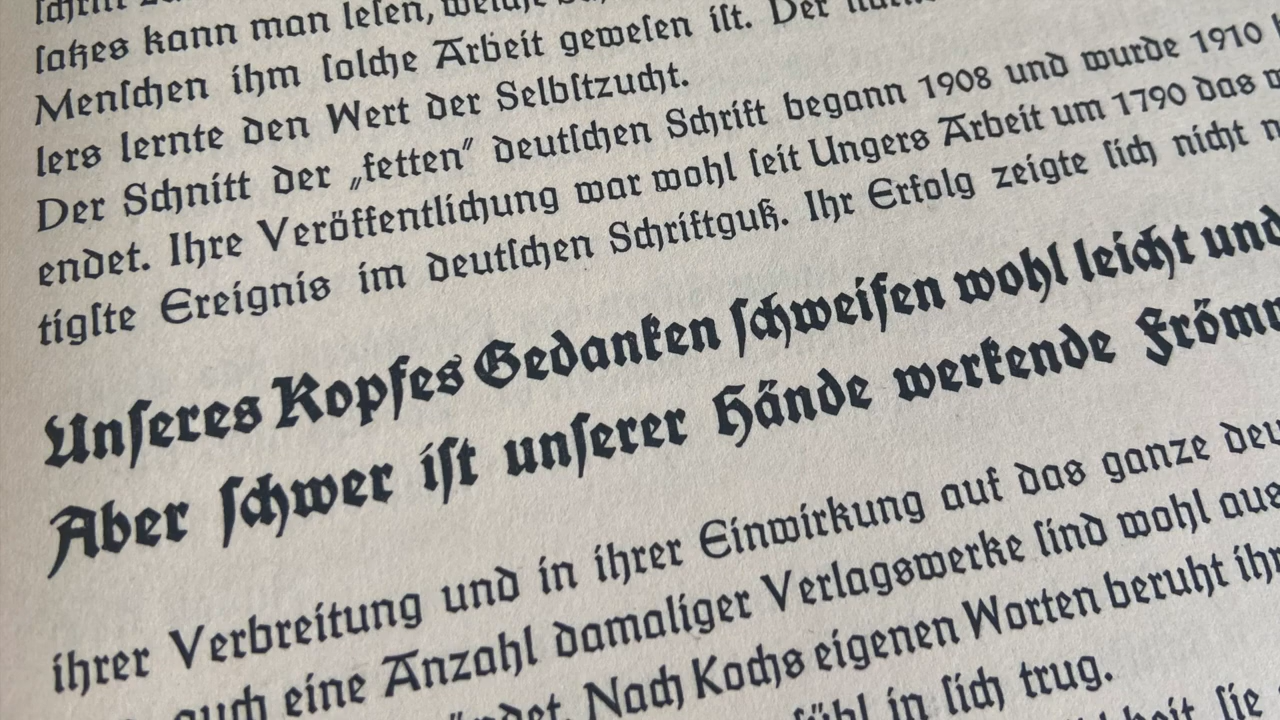 ſatzes kann man leſen,
Menſchen ihm ſolche Arbeit geweſen iſt. Der
lers lernte den Wert der Selbſtzucht.
Der Schnitt der „fetten“ deutſchen Schrift begann 1908 und wurde 1910
endet. Ihre Veröffentlichung war wohl ſeit Ungers Arbeit um 1790 das
tigſte Ereignis im deutſchen Schriftguß. Ihr Erfolg zeigte ſich nicht
Unſeres Kopfes Gedanken ſchweifen wohl leicht und
Aber ſchwer iſt unſerer Hände werkende
ihrer Verbreitung und in ihrer Einwirkung auf das ganze
auch eine Anzahl damaliger Verlagswerke ſind wohl
Nach Kochs eigenen Worten beruht
in ſich trug.
ſie